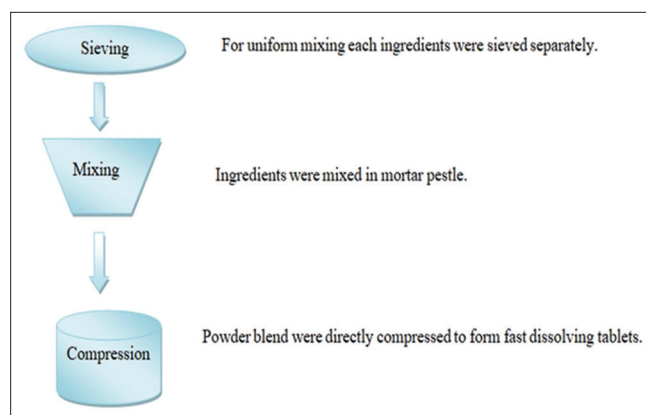 Sieving
For uniform mixing each ingredients were sieved separately.
Mixing
Ingredients were mixed in mortar pestle.
Compression
Powder blend were directly compressed to form fast dissolving tablets.